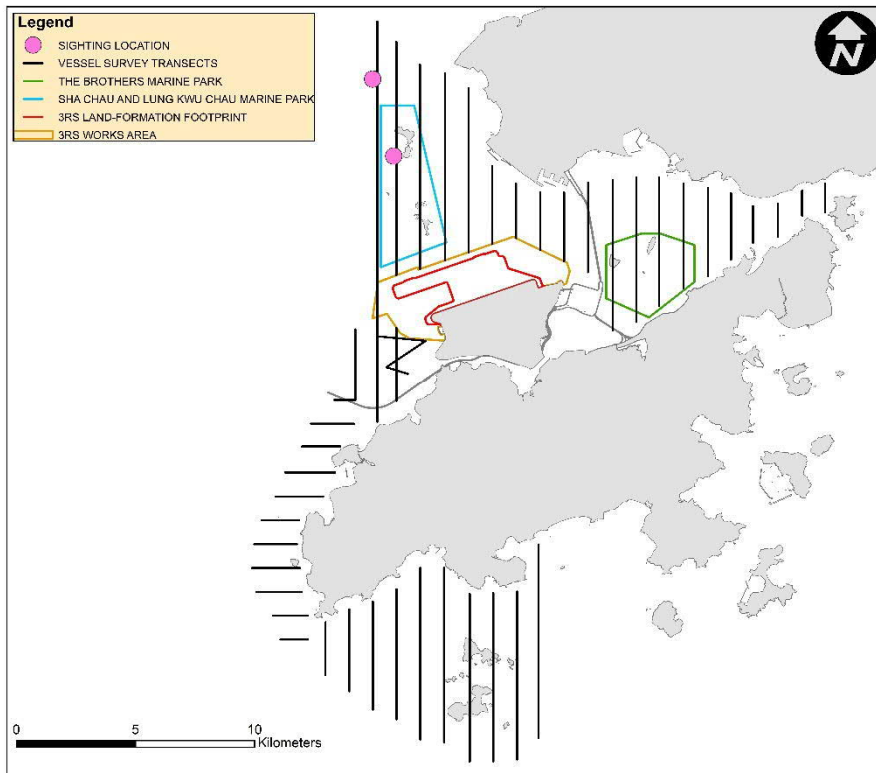 Legend
SIGHTING LOCATION
VESSEL SURVEY TRANSECTS
THE BROTHERS MARINE PARK
SHA CHAU AND LUNG KWU CHAU MARINE PARK
3RS LAND-FORMATION FOOTPRINT
3RS WORKS AREA
N
0 5 10
Kilometers